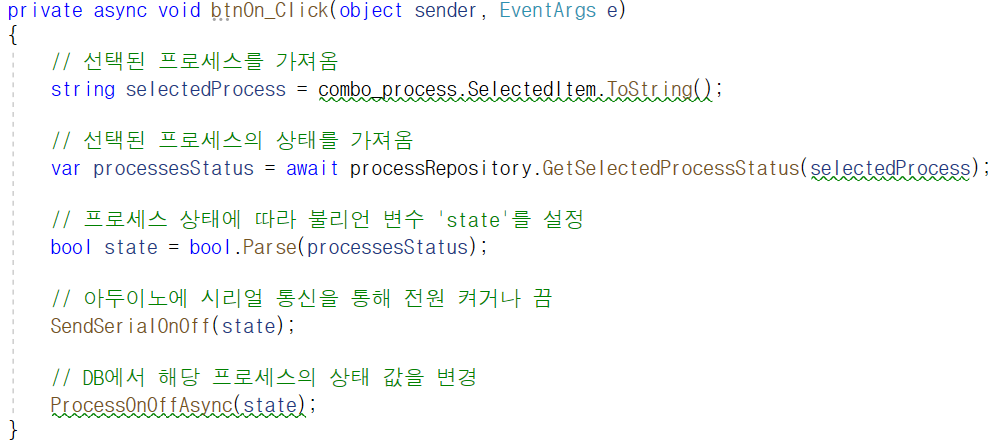 private async void btnOn_Click(object sender, EventArgs e)
{
// 선택된 프로세스를 가져옴
string selectedProcess = combo_process.SelectedItem.ToString();
// 선택된 프로세스의 상태를 가져옴
var processesStatus = await processRepository.GetSelectedProcessStatus(selectedProcess);
// 프로세스 상태에 따라 불리언 변수 'state'를 설정
bool state = bool.Parse(processesStatus);
// 아두이노에 시리얼 통신을 통해 전원 켜거나 끔
SendSerialOnOff(state);
// DB에서 해당 프로세스의 상태 값을 변경
ProcessOnOffAsync(state);
}